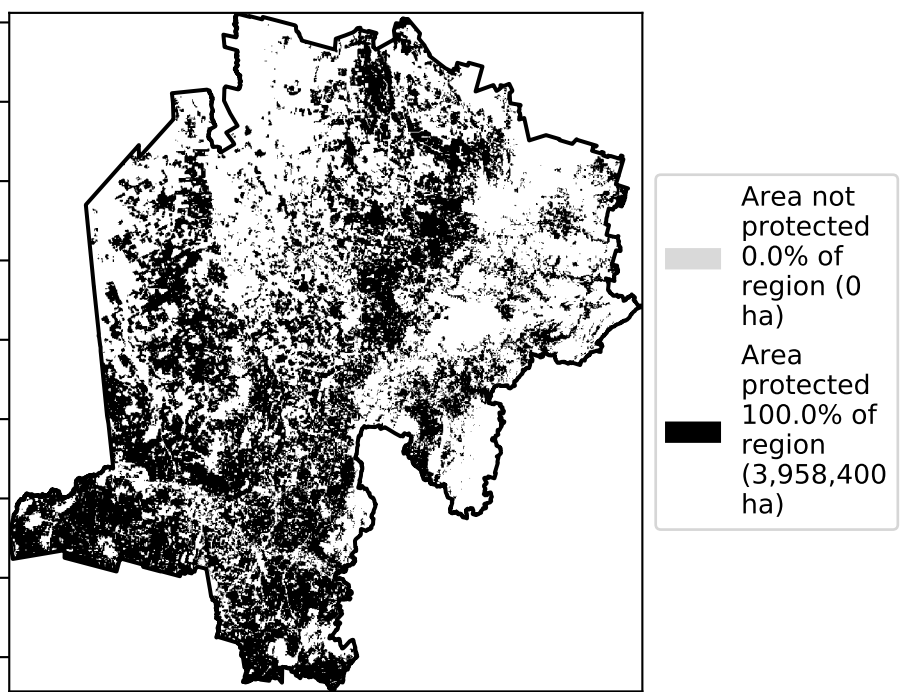 Area not
protected
0.0% of
region (0
ha)
Area
protected
100.0% of
region
(3,958,400
ha)